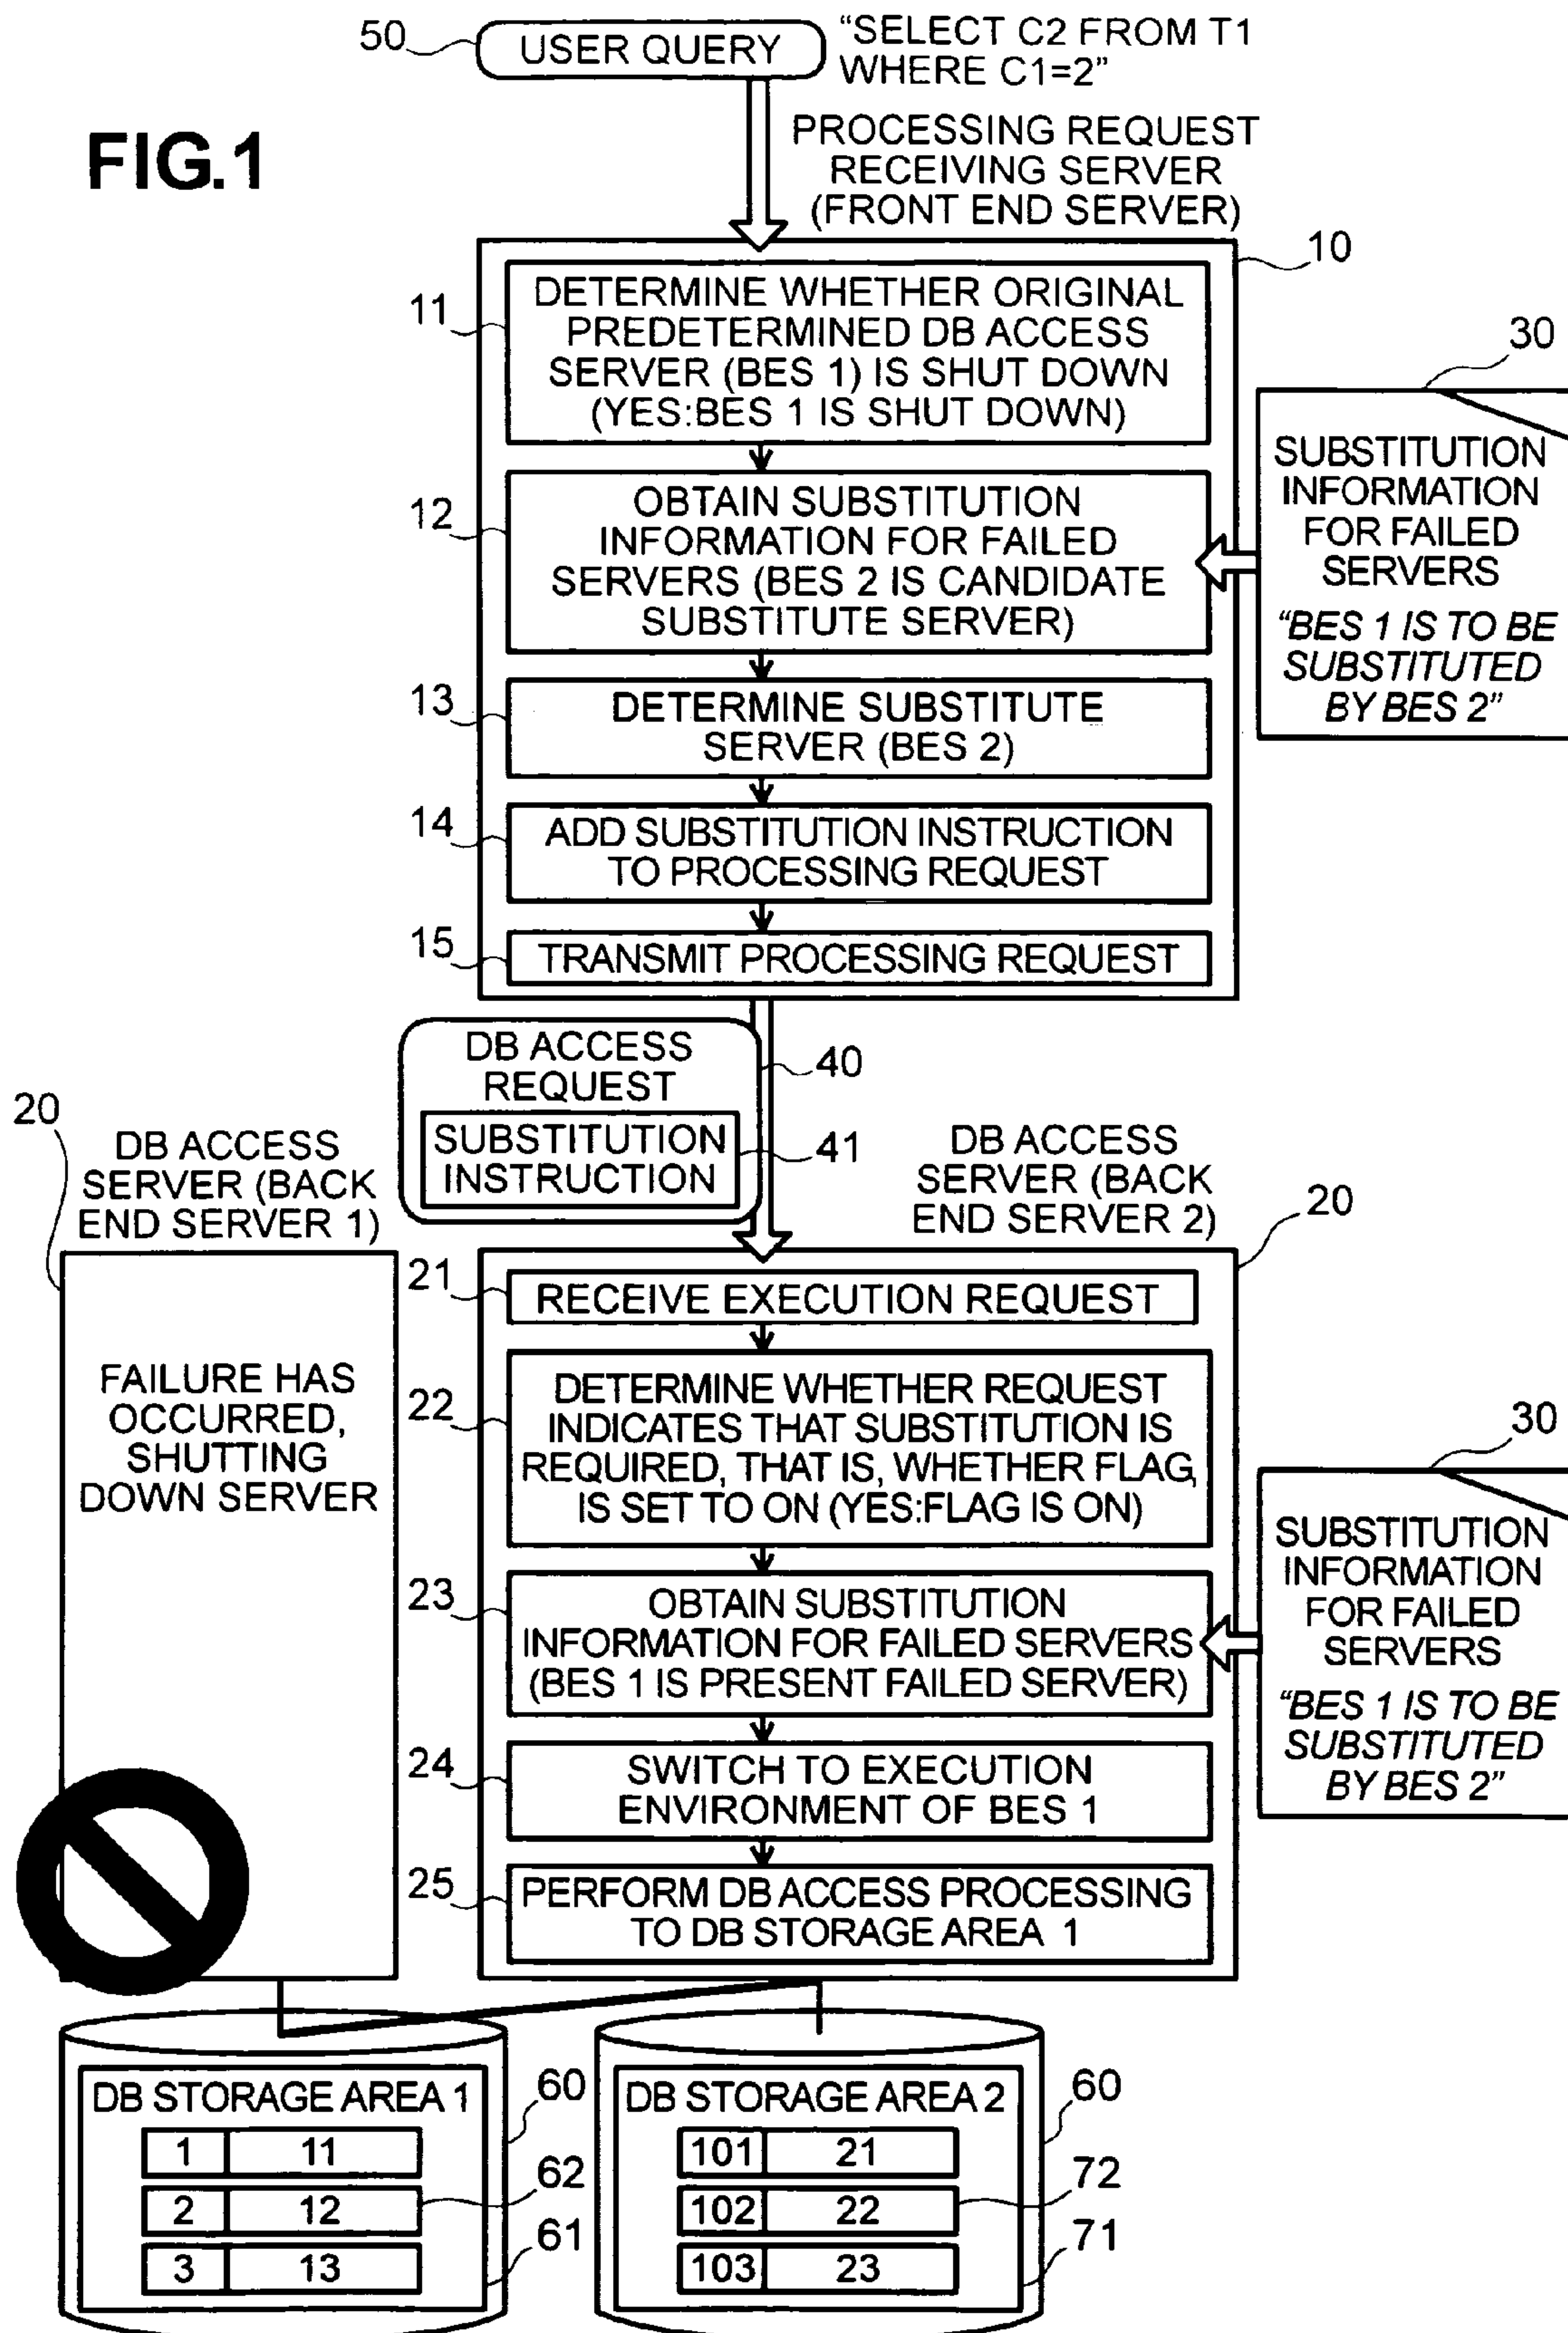 FIG.1
50
USER QUERY
“SELECT C2 FROM T1
WHERE C1=2”
PROCESSING REQUEST
RECEIVING SERVER
(FRONT END SERVER)
10
11
DETERMINE WHETHER ORIGINAL
PREDETERMINED DB ACCESS
SERVER (BES 1) IS SHUT DOWN
(YES:BES 1 IS SHUT DOWN)
12
OBTAIN SUBSTITUTION
INFORMATION FOR FAILED
SERVERS (BES 2 IS CANDIDATE
SUBSTITUTE SERVER)
30
SUBSTITUTION
INFORMATION
FOR FAILED
SERVERS
“BES 1 IS TO BE
SUBSTITUTED
BY BES 2”
13
DETERMINE SUBSTITUTE
SERVER (BES 2)
14
ADD SUBSTITUTION INSTRUCTION
TO PROCESSING REQUEST
15
TRANSMIT PROCESSING REQUEST
DB ACCESS
REQUEST
40
SUBSTITUTION
INSTRUCTION
41
20
DB ACCESS
SERVER (BACK
END SERVER 1)
FAILURE HAS
OCCURRED,
SHUTTING
DOWN SERVER
DB ACCESS
SERVER (BACK
END SERVER 2)
20
21
RECEIVE EXECUTION REQUEST
22
DETERMINE WHETHER REQUEST
INDICATES THAT SUBSTITUTION IS
REQUIRED, THAT IS, WHETHER FLAG,
IS SET TO ON (YES:FLAG IS ON)
23
OBTAIN SUBSTITUTION
INFORMATION FOR FAILED SERVERS
(BES 1 IS PRESENT FAILED SERVER)
30
SUBSTITUTION
INFORMATION
FOR FAILED
SERVERS
“BES 1 IS TO BE
SUBSTITUTED
BY BES 2”
24
SWITCH TO EXECUTION
ENVIRONMENT OF BES 1
25
PERFORM DB ACCESS PROCESSING
TO DB STORAGE AREA 1
DB STORAGE AREA 1
60
1 11
2 12
62
3 13
61
DB STORAGE AREA 2
60
101 21
102 22
72
103 23
71